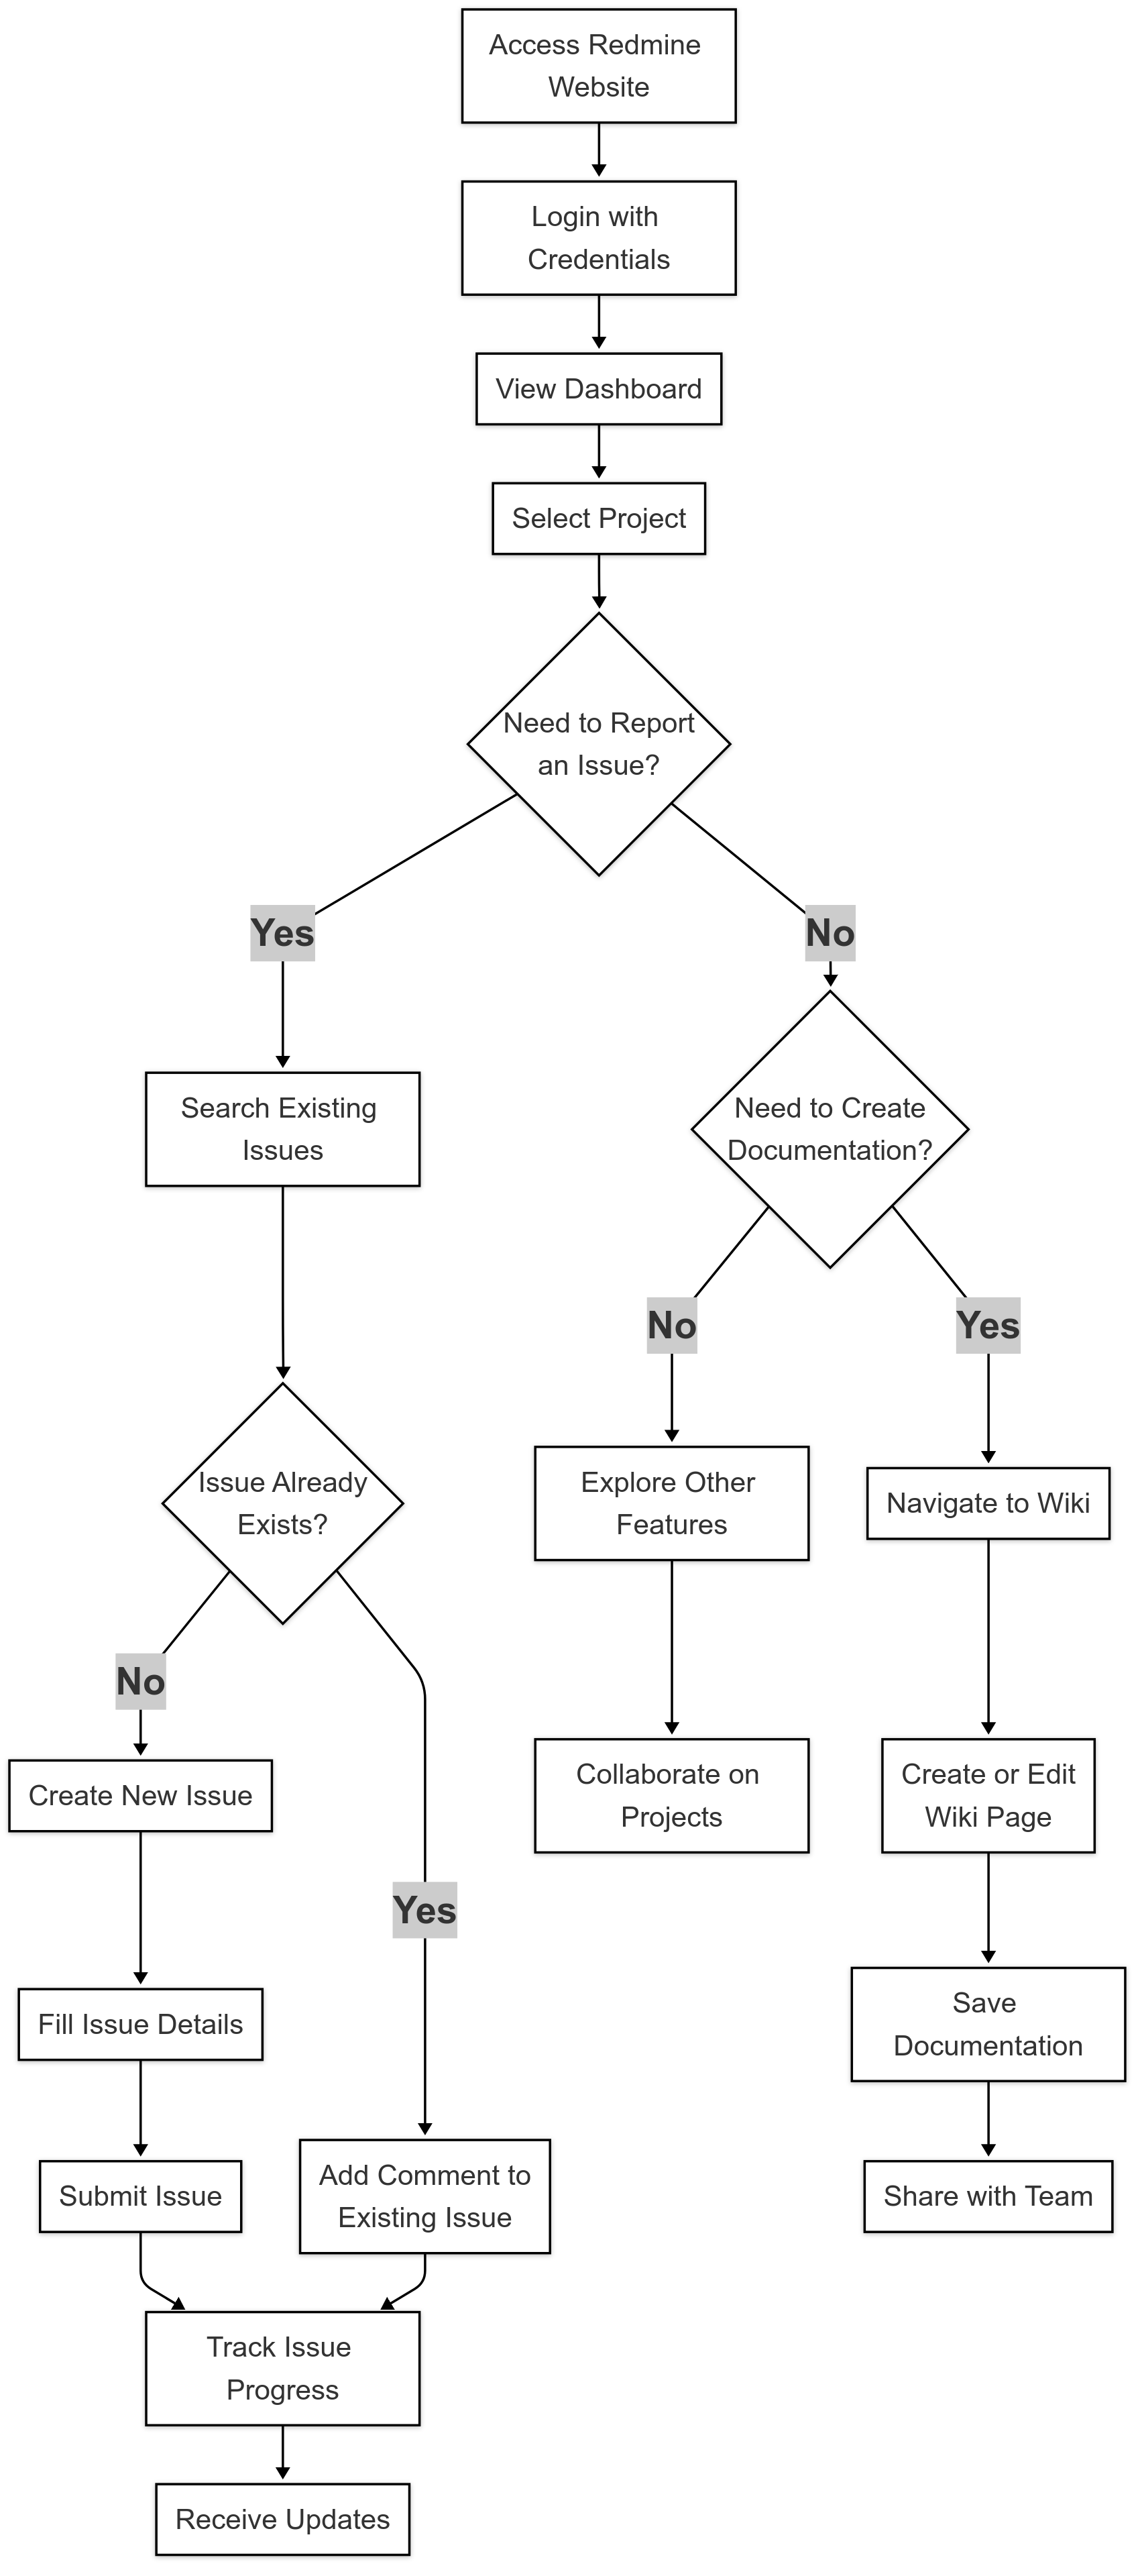 Access Redmine
Website
Login with
Credentials
View Dashboard
Select Project
Need to Report
an Issue?
Yes
No
Search Existing
Issues
Need to Create
Documentation?
No
Yes
Issue Already
Exists?
Explore Other
Features
Navigate to Wiki
No
Create New Issue
Collaborate on
Projects
Create or Edit
Wiki Page
Yes
Fill Issue Details
Save
Documentation
Submit Issue
Add Comment to
Existing Issue
Share with Team
Track Issue
Progress
Receive Updates